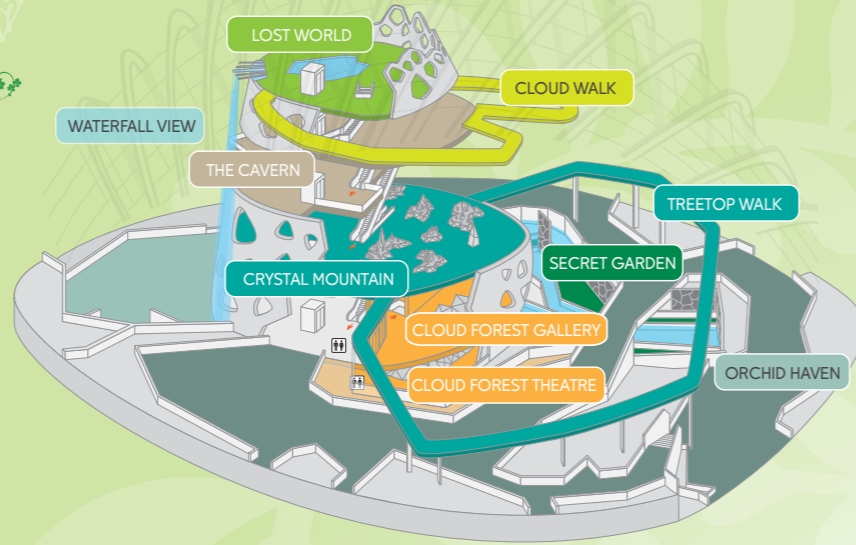 LOST WORLD
CLOUD WALK
WATERFALL VIEW
THE CAVERN
TREETOP WALK
SECRET GARDEN
CRYSTAL MOUNTAIN
CLOUD FOREST GALLERY
ORCHID HAVEN
CLOUD FOREST THEATRE